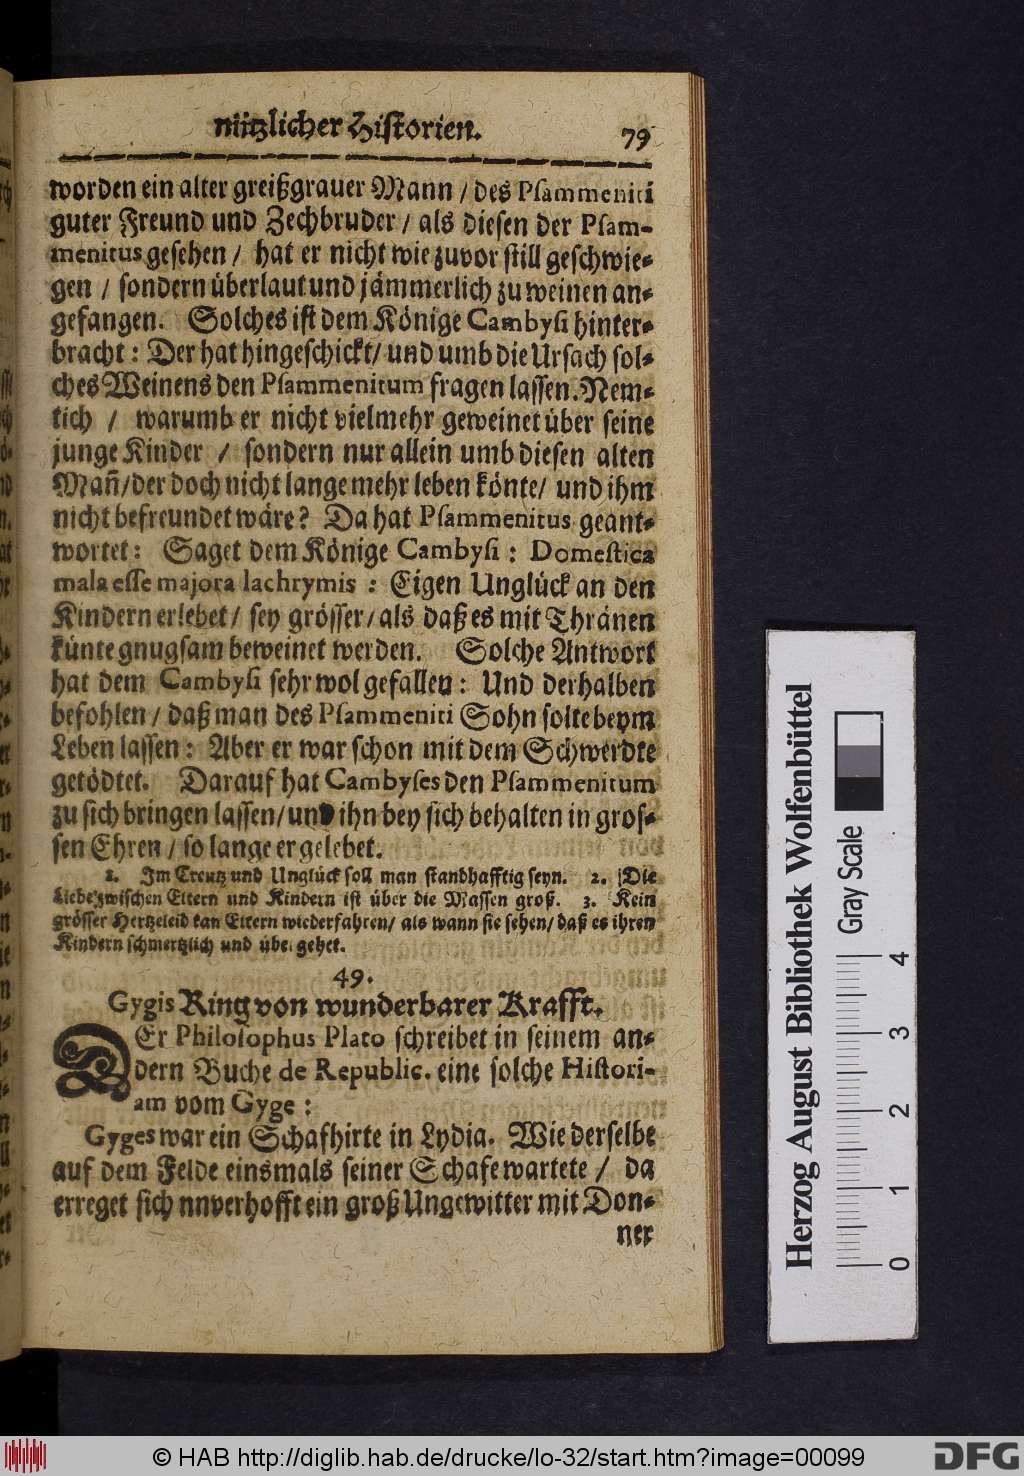 nützlicher Historien. 79
worden ein alter greißgrauer Mann / des Psammeniti
guter Freund und Zechbruder / als diesen der Psam-
menitus gesehen / hat er nicht wie zuvor still geschwie-
gen / sondern überlaut und jämmerlich zu weinen an-
gefangen. Solches ist dem Könige Cambysi hinter-
bracht: Der hat hingeschickt / und umb die Ursach sol-
ches Weinens den Psammenitum fragen lassen. Nem-
lich / warumb er nicht vielmehr geweinet über seine
junge Kinder / sondern nur allein umb diesen alten
Man̄/ der doch nicht lange mehr leben könte/ und ihm
nicht befreundet wäre? Da hat Psammenitus geant-
wortet: Saget dem Könige Cambysi: Domestica
mala esse majora lachrymis: Eigen Unglück an den
Kindern erlebet / sey grösser / als daß es mit Thränen
künte gnugsam beweinet werden. Solche Antwort
hat dem Cambysi sehr wol gefallen: Und derhalben
befohlen / daß man des Psammeniti Sohn solte beym
Leben lassen: Aber er war schon mit dem Schwerdte
getödtet. Darauf hat Cambyses den Psammenitum
zu sich bringen lassen / und ihn bey sich behalten in gros-
sen Ehren / so lange er gelebet.
1. Im Creutz und Unglück soll man standhafftig seyn. 2. Die
Liebe zwischen Eltern und Kindern ist über die Massen groß. 3. Kein
grösser Hertzeleid kan Eltern wiederfahren / als wann sie sehen / daß es ihren
Kindern schmertzlich und übel gehet.
49.
Gygis Ring von wunderbarer Krafft.
DEr Philosophus Plato schreibet in seinem an-
dern Buche de Republic. eine solche Histori-
am vom Gyge:
Gyges war ein Schafhirte in Lydia. Wie derselbe
auf dem Felde einsmals seiner Schafe wartete / da
erreget sich nnverhofft ein groß Ungewitter mit Don-
ner
Herzog August Bibliothek Wolfenbüttel
Gray Scale
0 1 2 3 4
© HAB http://diglib.hab.de/drucke/lo-32/start.htm?image=00099
DFG